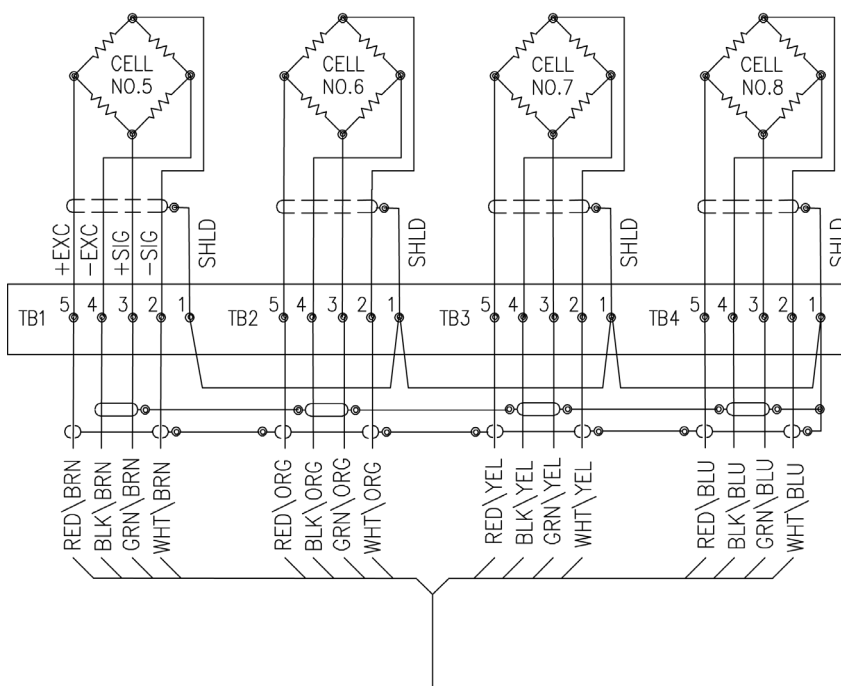 CELL NO.5
CELL NO.6
CELL NO.7
CELL NO.8
+EXC
-EXC
+SIG
-SIG
SHLD
SHLD
SHLD
SHLD
TB1 5 4 3 2 1
TB2 5 4 3 2 1
TB3 5 4 3 2 1
TB4 5 4 3 2 1
RED\BRN
BLK\BRN
GRN\BRN
WHT\BRN
RED\ORG
BLK\ORG
GRN\ORG
WHT\ORG
RED\YEL
BLK\YEL
GRN\YEL
WHT\YEL
RED\BLU
BLK\BLU
GRN\BLU
WHT\BLU